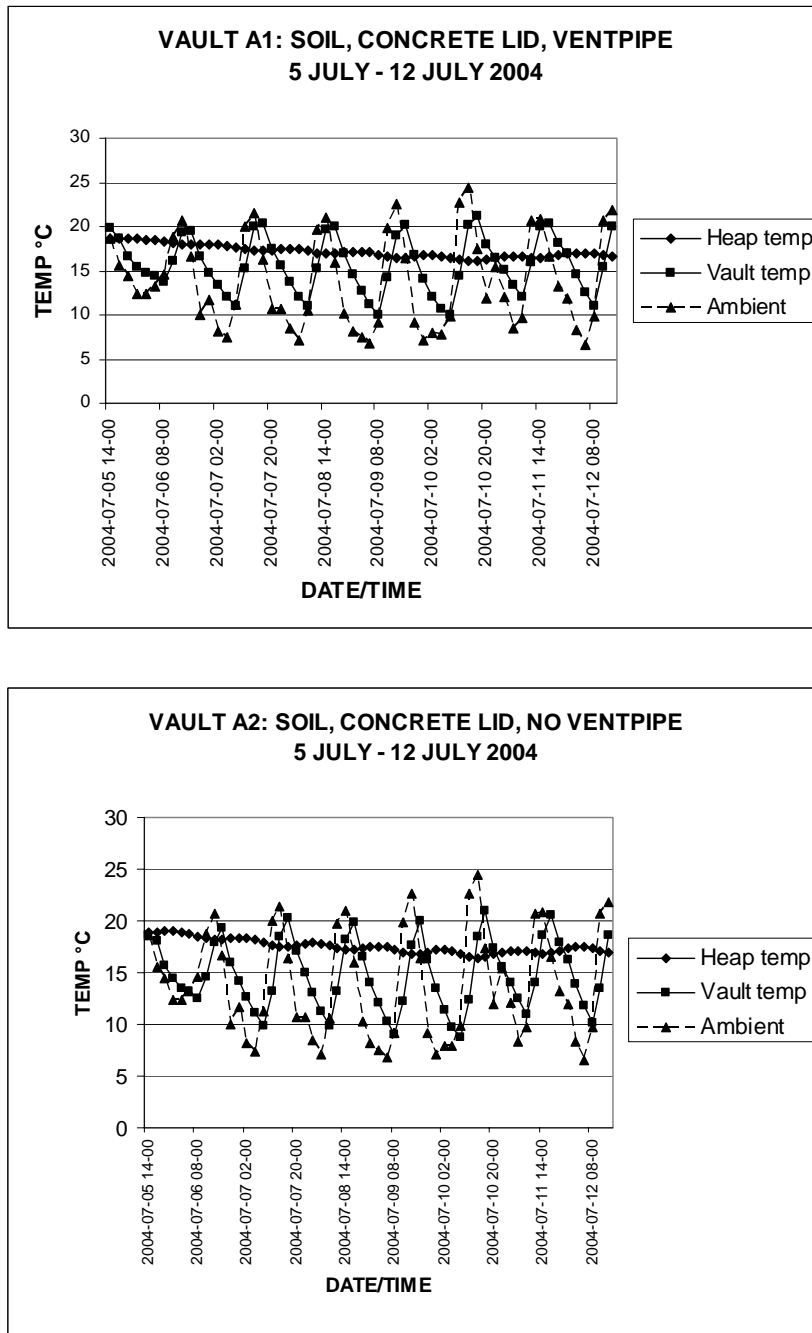 VAULT A1: SOIL, CONCRETE LID, VENTPIPE
5 JULY - 12 JULY 2004
30
25
20
15
10
5
0
TEMP °C
2004-07-05 14-00
2004-07-06 08-00
2004-07-07 02-00
2004-07-07 20-00
2004-07-08 14-00
2004-07-09 08-00
2004-07-10 02-00
2004-07-10 20-00
2004-07-11 14-00
2004-07-12 08-00
DATE/TIME
Heap temp
Vault temp
Ambient
VAULT A2: SOIL, CONCRETE LID, NO VENTPIPE
5 JULY - 12 JULY 2004
30
25
20
15
10
5
0
TEMP °C
2004-07-05 14-00
2004-07-06 08-00
2004-07-07 02-00
2004-07-07 20-00
2004-07-08 14-00
2004-07-09 08-00
2004-07-10 02-00
2004-07-10 20-00
2004-07-11 14-00
2004-07-12 08-00
DATE/TIME
Heap temp
Vault temp
Ambient